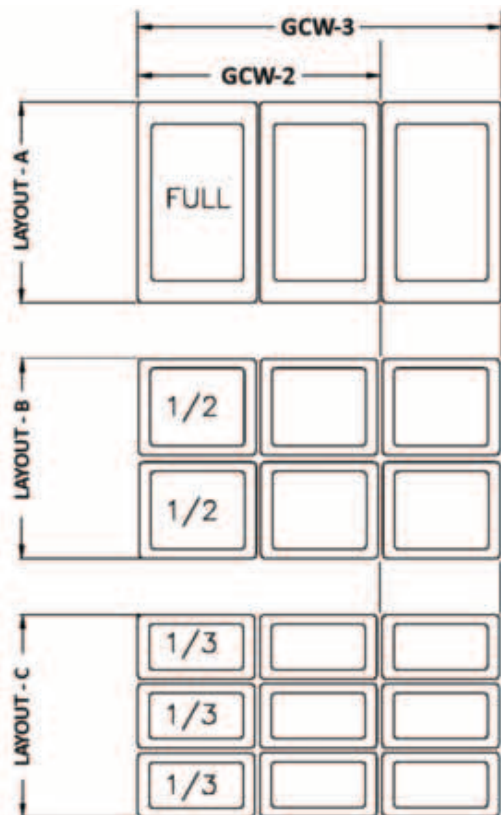 GCW-3
GCW-2
LAYOUT - A
FULL
LAYOUT - B
1/2
1/2
LAYOUT - C
1/3
1/3
1/3